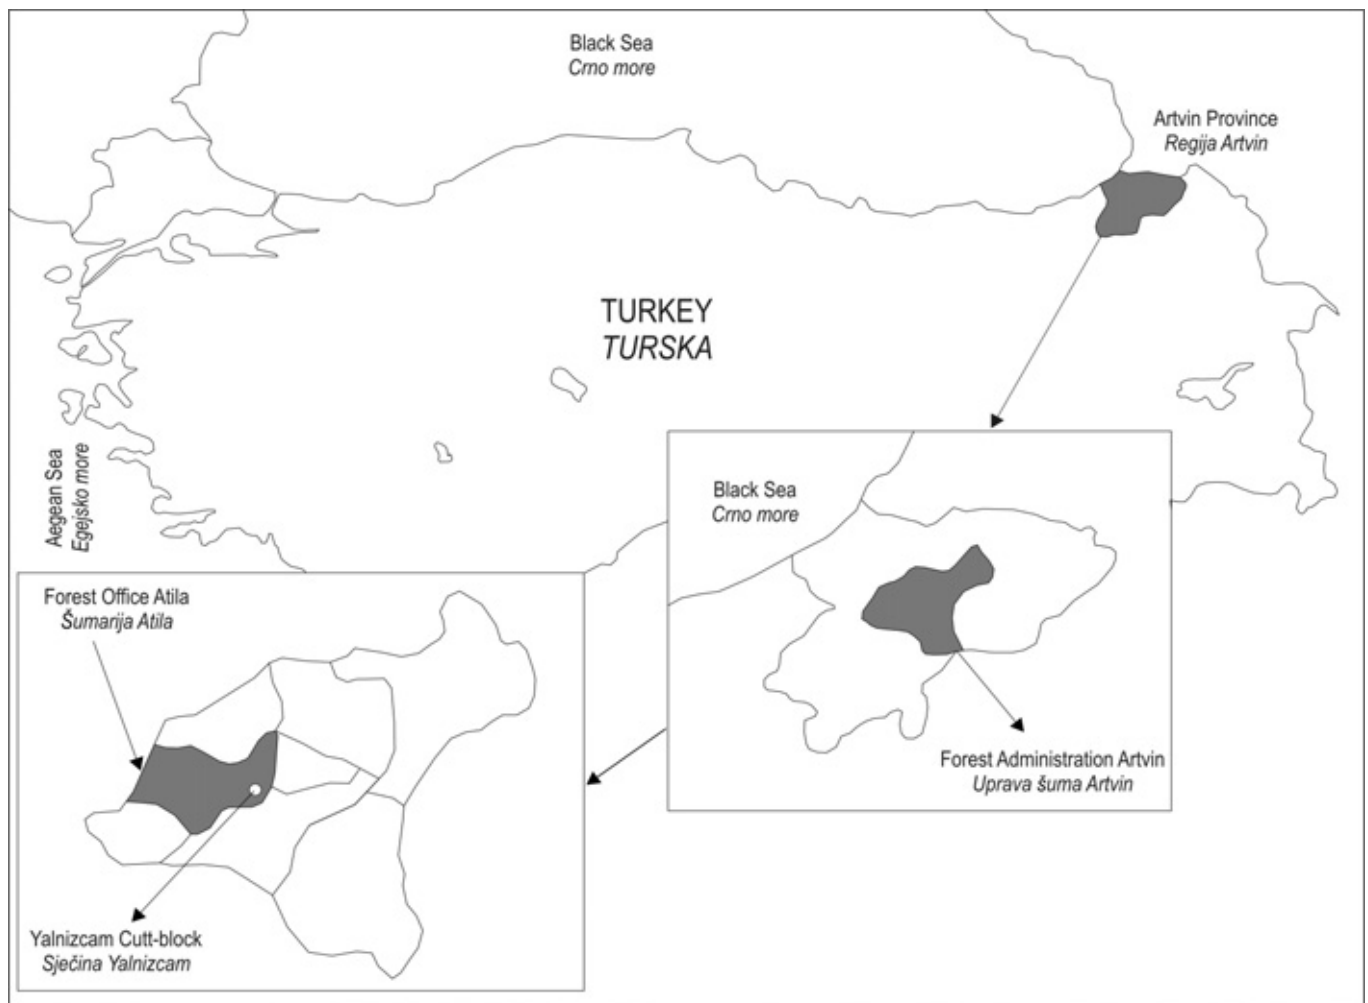 Black Sea
Crno more
Artvin Province
Regija Artvin
TURKEY
TURSKA
Aegean Sea
Egejsko more
Black Sea
Crno more
Forest Administration Artvin
Uprava šuma Artvin
Forest Office Atila
Šumarija Atila
Yalnizcam Cutt-block
Sječina Yalnizcam